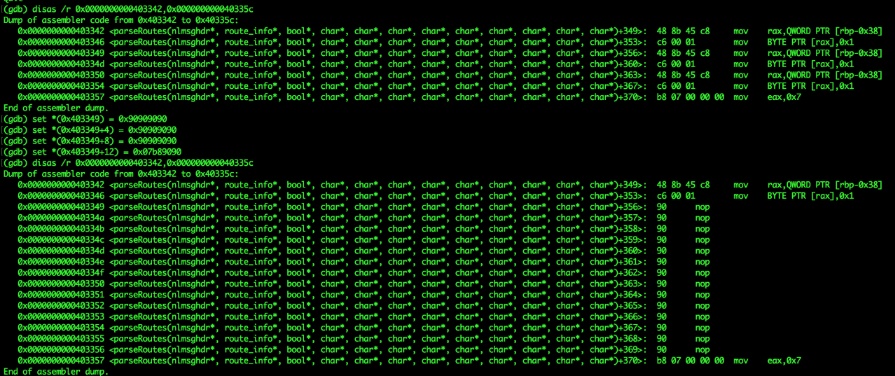 (gdb) disas /r 0x0000000000403342,0x000000000040335c
Dump of assembler code from 0x403342 to 0x40335c:
0x0000000000403342 <parseRoutes(nlmsghdr*, route_info*, bool*, char*, char*, char*, char*, char*, char*, char*, char*)+349>: 48 8b 45 c8 mov rax,QWORD PTR [rbp-0x38]
0x0000000000403346 <parseRoutes(nlmsghdr*, route_info*, bool*, char*, char*, char*, char*, char*, char*, char*, char*)+353>: c6 00 01 mov BYTE PTR [rax],0x1
0x0000000000403349 <parseRoutes(nlmsghdr*, route_info*, bool*, char*, char*, char*, char*, char*, char*, char*, char*)+356>: 48 8b 45 c8 mov rax,QWORD PTR [rbp-0x38]
0x000000000040334d <parseRoutes(nlmsghdr*, route_info*, bool*, char*, char*, char*, char*, char*, char*, char*, char*)+360>: c6 00 01 mov BYTE PTR [rax],0x1
0x0000000000403350 <parseRoutes(nlmsghdr*, route_info*, bool*, char*, char*, char*, char*, char*, char*, char*, char*)+363>: 48 8b 45 c8 mov rax,QWORD PTR [rbp-0x38]
0x0000000000403354 <parseRoutes(nlmsghdr*, route_info*, bool*, char*, char*, char*, char*, char*, char*, char*, char*)+367>: c6 00 01 mov BYTE PTR [rax],0x1
0x0000000000403357 <parseRoutes(nlmsghdr*, route_info*, bool*, char*, char*, char*, char*, char*, char*, char*, char*)+370>: b8 07 00 00 00 mov eax,0x7
End of assembler dump.
(gdb) set *(0x403349) = 0x90909090
(gdb) set *(0x403349+4) = 0x90909090
(gdb) set *(0x403349+8) = 0x90909090
(gdb) set *(0x403349+12) = 0x07b89090
(gdb) disas /r 0x0000000000403342,0x000000000040335c
Dump of assembler code from 0x403342 to 0x40335c:
0x0000000000403342 <parseRoutes(nlmsghdr*, route_info*, bool*, char*, char*, char*, char*, char*, char*, char*, char*)+349>: 48 8b 45 c8 mov rax,QWORD PTR [rbp-0x38]
0x0000000000403346 <parseRoutes(nlmsghdr*, route_info*, bool*, char*, char*, char*, char*, char*, char*, char*, char*)+353>: c6 00 01 mov BYTE PTR [rax],0x1
0x0000000000403349 <parseRoutes(nlmsghdr*, route_info*, bool*, char*, char*, char*, char*, char*, char*, char*, char*)+356>: 90 nop
0x000000000040334a <parseRoutes(nlmsghdr*, route_info*, bool*, char*, char*, char*, char*, char*, char*, char*, char*)+357>: 90 nop
0x000000000040334b <parseRoutes(nlmsghdr*, route_info*, bool*, char*, char*, char*, char*, char*, char*, char*, char*)+358>: 90 nop
0x000000000040334c <parseRoutes(nlmsghdr*, route_info*, bool*, char*, char*, char*, char*, char*, char*, char*, char*)+359>: 90 nop
0x000000000040334d <parseRoutes(nlmsghdr*, route_info*, bool*, char*, char*, char*, char*, char*, char*, char*, char*)+360>: 90 nop
0x000000000040334e <parseRoutes(nlmsghdr*, route_info*, bool*, char*, char*, char*, char*, char*, char*, char*, char*)+361>: 90 nop
0x000000000040334f <parseRoutes(nlmsghdr*, route_info*, bool*, char*, char*, char*, char*, char*, char*, char*, char*)+362>: 90 nop
0x0000000000403350 <parseRoutes(nlmsghdr*, route_info*, bool*, char*, char*, char*, char*, char*, char*, char*, char*)+363>: 90 nop
0x0000000000403351 <parseRoutes(nlmsghdr*, route_info*, bool*, char*, char*, char*, char*, char*, char*, char*, char*)+364>: 90 nop
0x0000000000403352 <parseRoutes(nlmsghdr*, route_info*, bool*, char*, char*, char*, char*, char*, char*, char*, char*)+365>: 90 nop
0x0000000000403353 <parseRoutes(nlmsghdr*, route_info*, bool*, char*, char*, char*, char*, char*, char*, char*, char*)+366>: 90 nop
0x0000000000403354 <parseRoutes(nlmsghdr*, route_info*, bool*, char*, char*, char*, char*, char*, char*, char*, char*)+367>: 90 nop
0x0000000000403355 <parseRoutes(nlmsghdr*, route_info*, bool*, char*, char*, char*, char*, char*, char*, char*, char*)+368>: 90 nop
0x0000000000403356 <parseRoutes(nlmsghdr*, route_info*, bool*, char*, char*, char*, char*, char*, char*, char*, char*)+369>: 90 nop
0x0000000000403357 <parseRoutes(nlmsghdr*, route_info*, bool*, char*, char*, char*, char*, char*, char*, char*, char*)+370>: b8 07 00 00 00 mov eax,0x7
End of assembler dump.